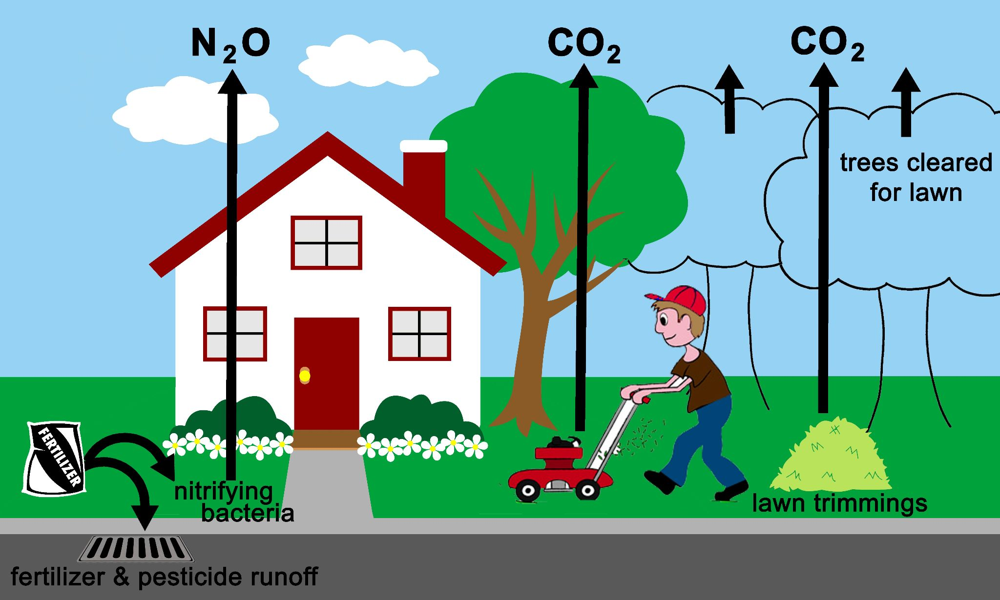 N₂O
CO₂
CO₂
trees cleared
for lawn
FERTILIZER
nitrifying
bacteria
lawn trimmings
fertilizer & pesticide runoff